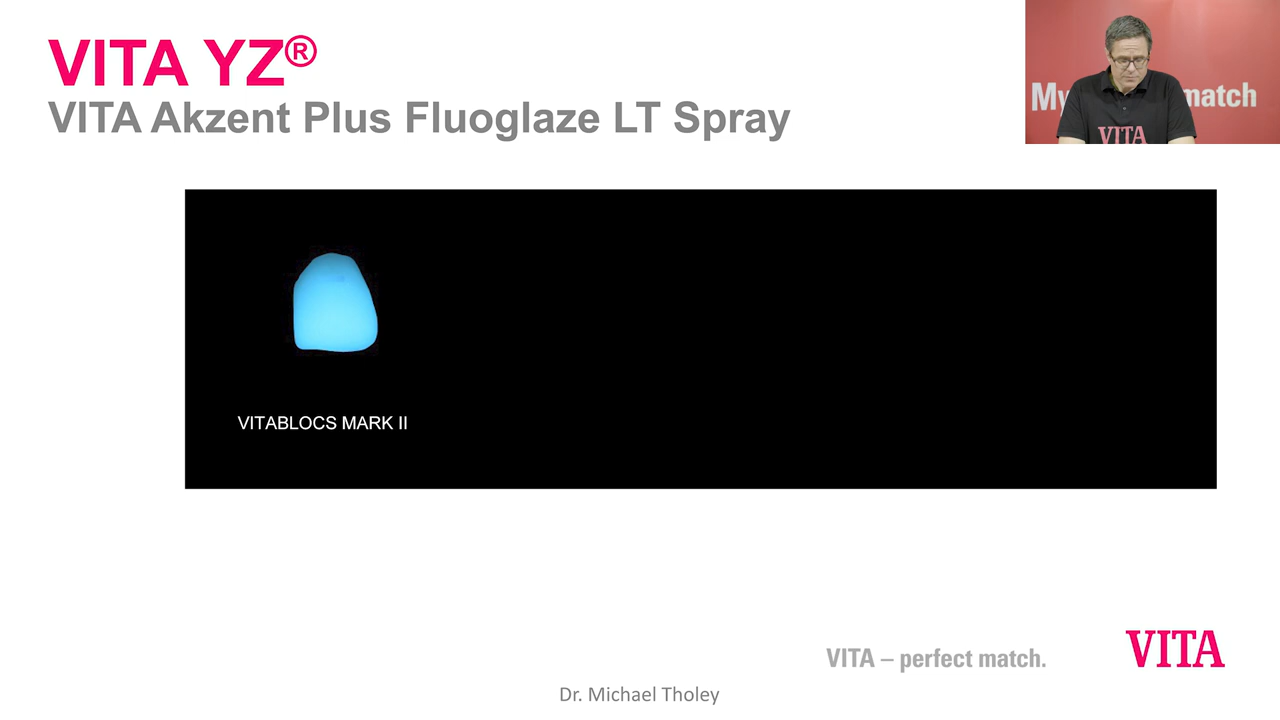 VITA YZ®
VITA Akzent Plus Fluoglaze LT Spray
My match
VITA
VITABLOCS MARK II
VITA – perfect match.
VITA
Dr. Michael Tholey